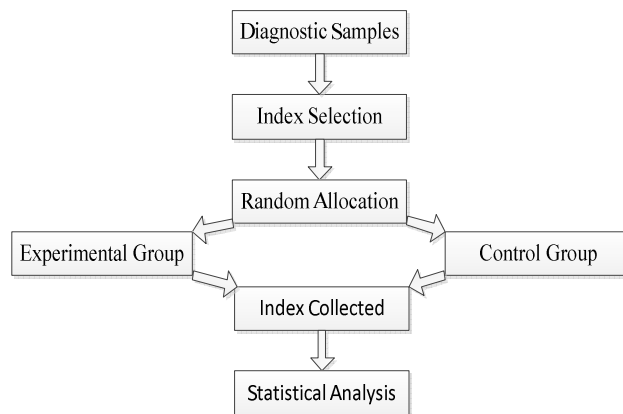 Diagnostic Samples
Index Selection
Random Allocation
Experimental Group
Control Group
Index Collected
Statistical Analysis